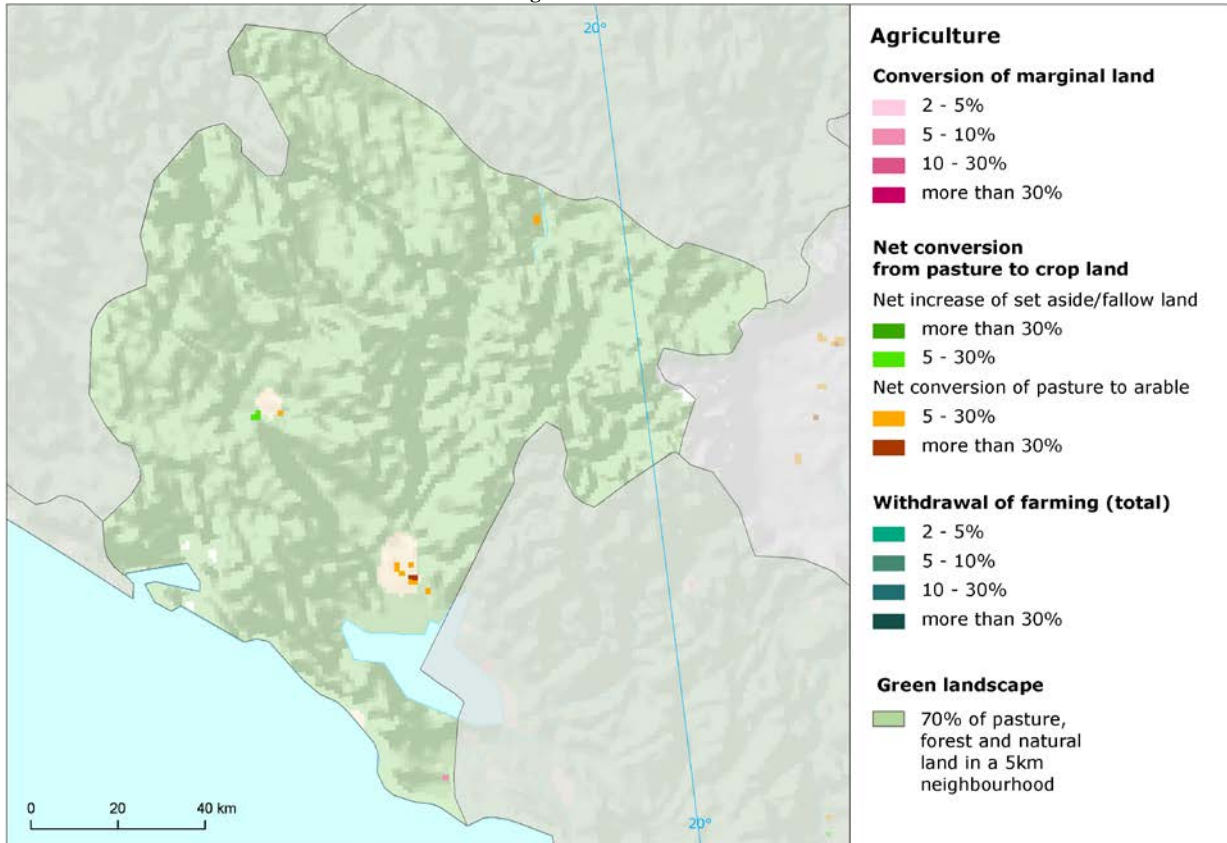 20°
20°
0 20 40 km
Agriculture
Conversion of marginal land
2 - 5%
5 - 10%
10 - 30%
more than 30%
Net conversion
from pasture to crop land
Net increase of set aside/fallow land
more than 30%
5 - 30%
Net conversion of pasture to arable
5 - 30%
more than 30%
Withdrawal of farming (total)
2 - 5%
5 - 10%
10 - 30%
more than 30%
Green landscape
70% of pasture,
forest and natural
land in a 5km
neighbourhood